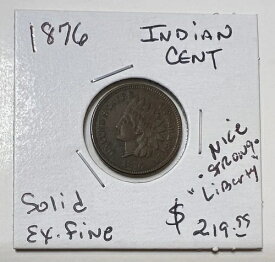 1876
Indian
Cent
Nice
Strong
"Liberty"
Solid
Ex. Fine
$219.95